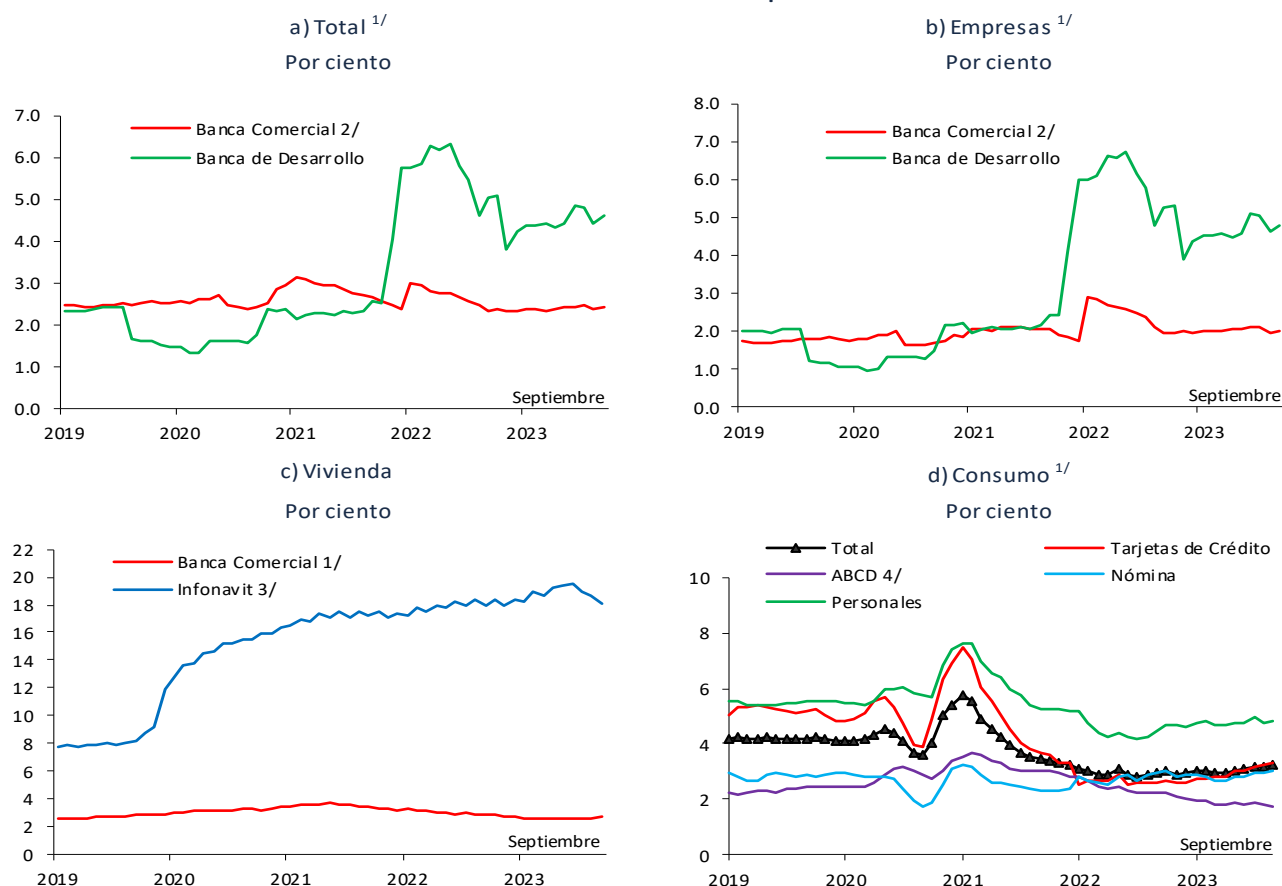 a) Total 1/
Por ciento
7.0
6.0
5.0
4.0
3.0
2.0
1.0
0.0
Banca Comercial 2/
Banca de Desarrollo
Septiembre
2019 2020 2021 2022 2023
b) Empresas 1/
Por ciento
8.0
7.0
6.0
5.0
4.0
3.0
2.0
1.0
0.0
Banca Comercial 2/
Banca de Desarrollo
Septiembre
2019 2020 2021 2022 2023
c) Vivienda
Por ciento
22
20
18
16
14
12
10
8
6
4
2
0
Banca Comercial 1/
Infonavit 3/
Septiembre
2019 2020 2021 2022 2023
d) Consumo 1/
Por ciento
Total Tarjetas de Crédito
ABCD 4/ Nómina
Personales
10
8
6
4
2
0
Septiembre
2019 2020 2021 2022 2023